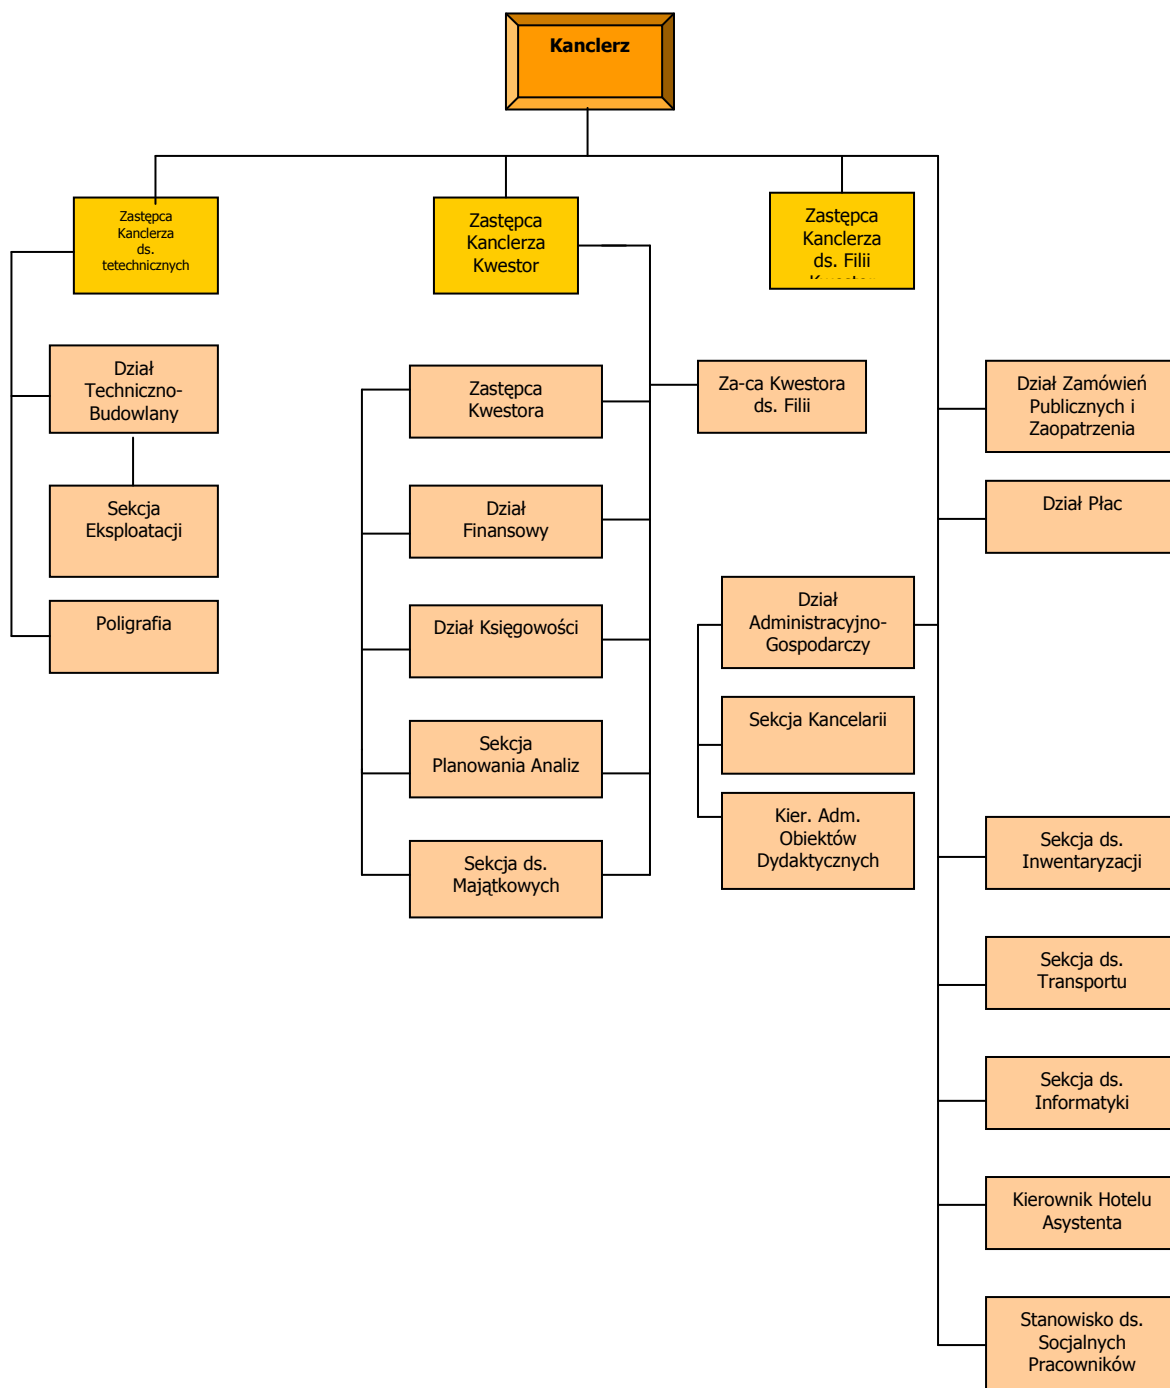 Kanclerz
Zastępca
Kanclerza
ds.
tetechnicznych
Zastępca
Kanclerza
Kwestor
Zastępca
Kanclerza
ds. Filii
Dział
Techniczno-
Budowlany
Zastępca
Kwestora
Za-ca Kwestora
ds. Filii
Dział Zamówień
Publicznych i
Zaopatrzenia
Sekcja
Eksploatacji
Dział
Finansowy
Dział Płac
Poligrafia
Dział Księgowości
Dział
Administracyjno-
Gospodarczy
Sekcja
Planowania Analiz
Sekcja Kancelarii
Sekcja ds.
Majątkowych
Kier. Adm.
Obiektów
Dydaktycznych
Sekcja ds.
Inwentaryzacji
Sekcja ds.
Transportu
Sekcja ds.
Informatyki
Kierownik Hotelu
Asystenta
Stanowisko ds.
Socjalnych
Pracowników